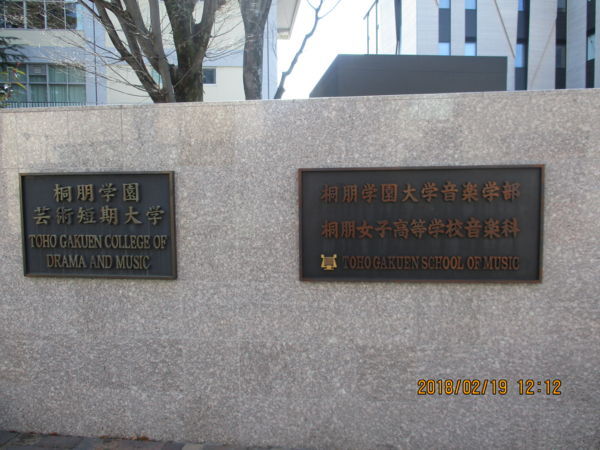 桐朋学園
芸術短期大学
TOHO GAKUEN COLLEGE OF
DRAMA AND MUSIC
桐朋学園大学音楽学部
桐朋女子高等学校音楽科
TOHO GAKUEN SCHOOL OF MUSIC
2018/02/19 12:12